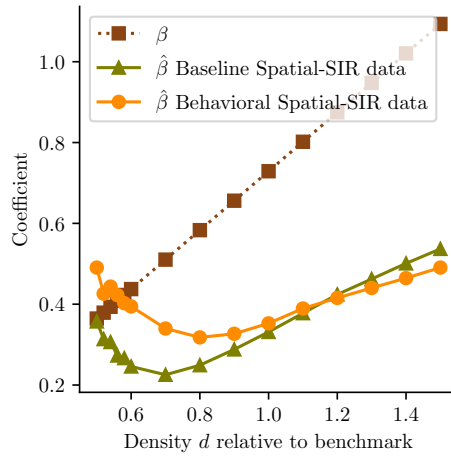 β
β̂ Baseline Spatial-SIR data
β̂ Behavioral Spatial-SIR data
Coefficient
1.0
0.8
0.6
0.4
0.2
0.6 0.8 1.0 1.2 1.4
Density d relative to benchmark